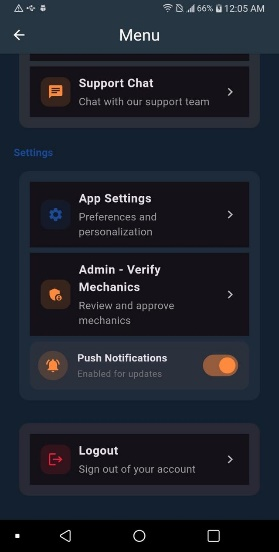 66% 12:05 AM
Menu
Support Chat
Chat with our support team
Settings
App Settings
Preferences and
personalization
Admin - Verify
Mechanics
Review and approve
mechanics
Push Notifications
Enabled for updates
Logout
Sign out of your account